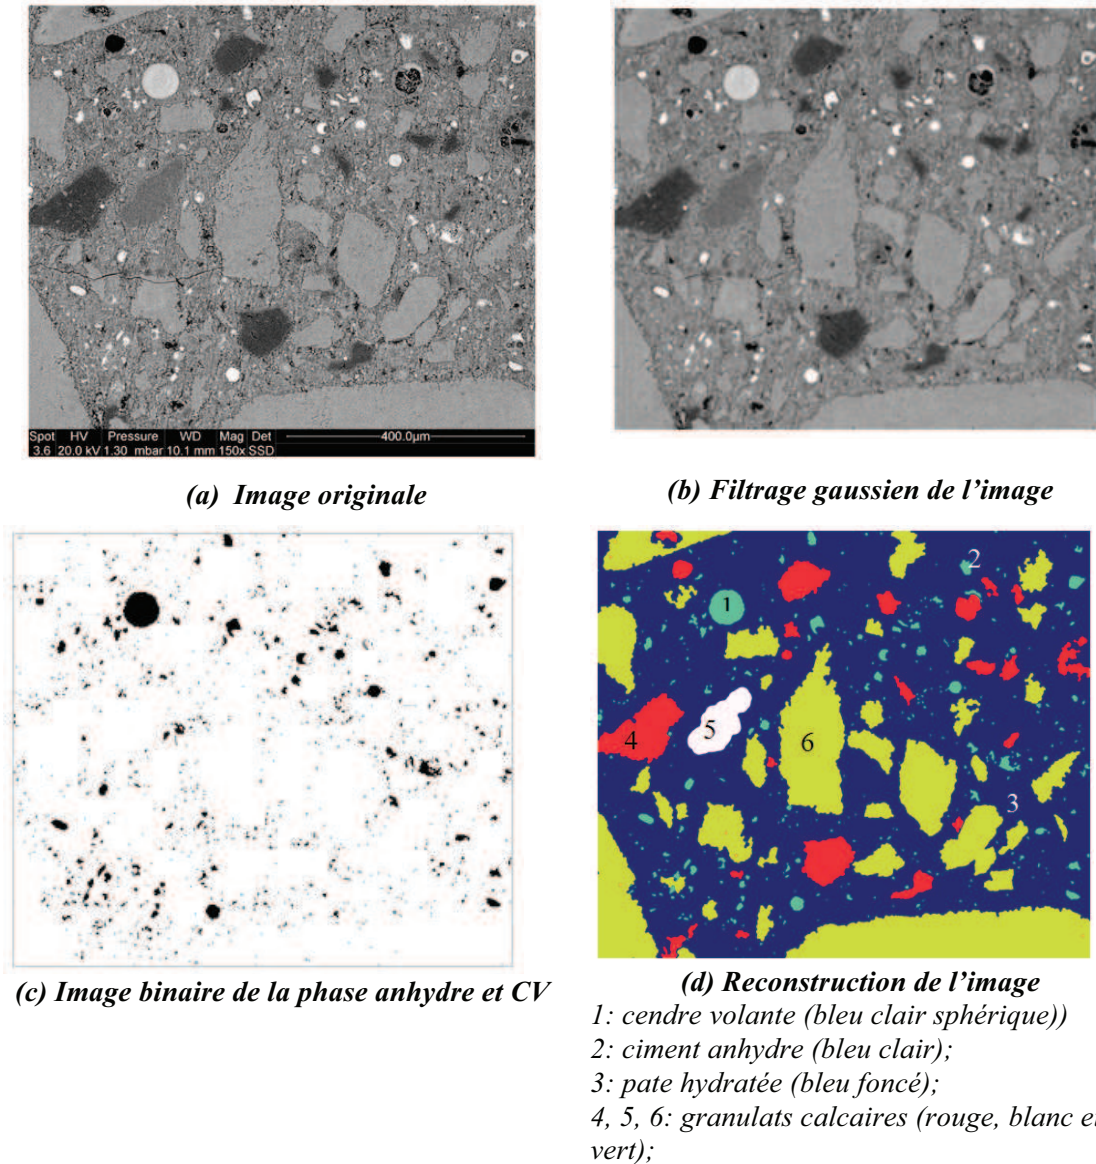 Spot HV Pressure WD Mag Det 400.0µm
3.6 20.0 kV 1.30 mbar 10.1 mm 150x SSD
(a) Image originale
(b) Filtrage gaussien de l’image
1
2
3
4
5
6
(c) Image binaire de la phase anhydre et CV
(d) Reconstruction de l’image
1: cendre volante (bleu clair sphérique))
2: ciment anhydre (bleu clair);
3: pate hydratée (bleu foncé);
4, 5, 6: granulats calcaires (rouge, blanc e
vert);